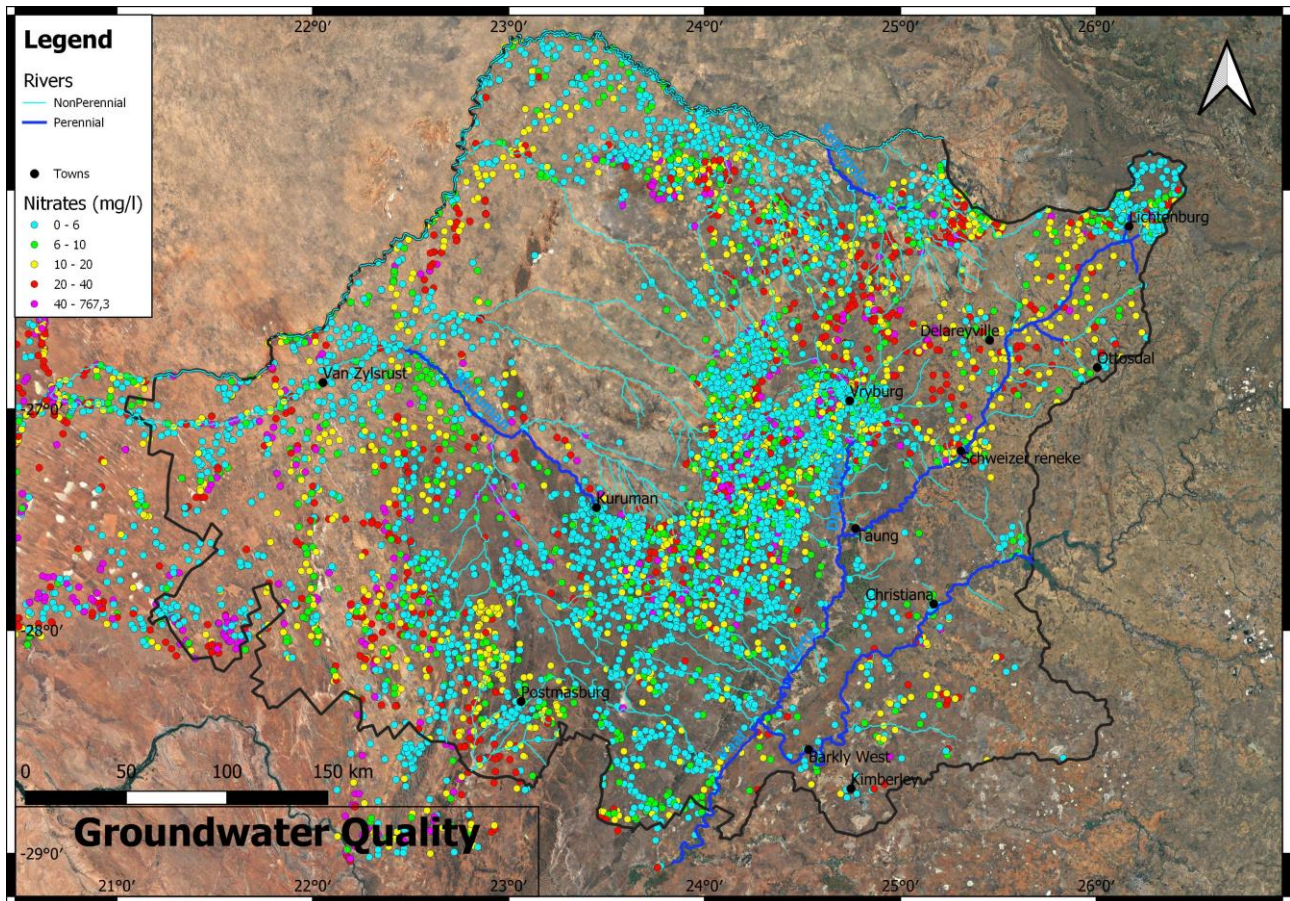 22°0' 23°0' 24°0' 25°0' 26°0'
Legend
Rivers
NonPerennial
Perennial
Towns
Nitrates (mg/l)
0 - 6
6 - 10
10 - 20
20 - 40
40 - 767,3
Lichtenburg
Delareyville
Ottosdal
Van Zylsrust
Vryburg
-27°0'
Schweizer reneke
Kuruman
Taung
Christiana
-28°0'
Postmasburg
Barkly West
Kimberley
0 50 100 150 km
Groundwater Quality
-29°0'
21°0' 22°0' 23°0' 24°0' 25°0' 26°0'